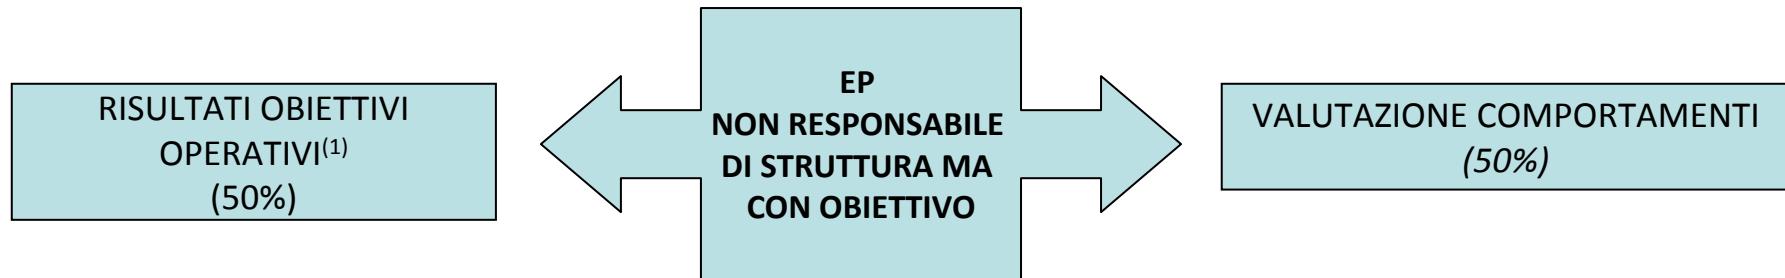 RISULTATI OBIETTIVI
OPERATIVI(1)
(50%)
EP
NON RESPONSABILE
DI STRUTTURA MA
CON OBIETTIVO
VALUTAZIONE COMPORTAMENTI
(50%)